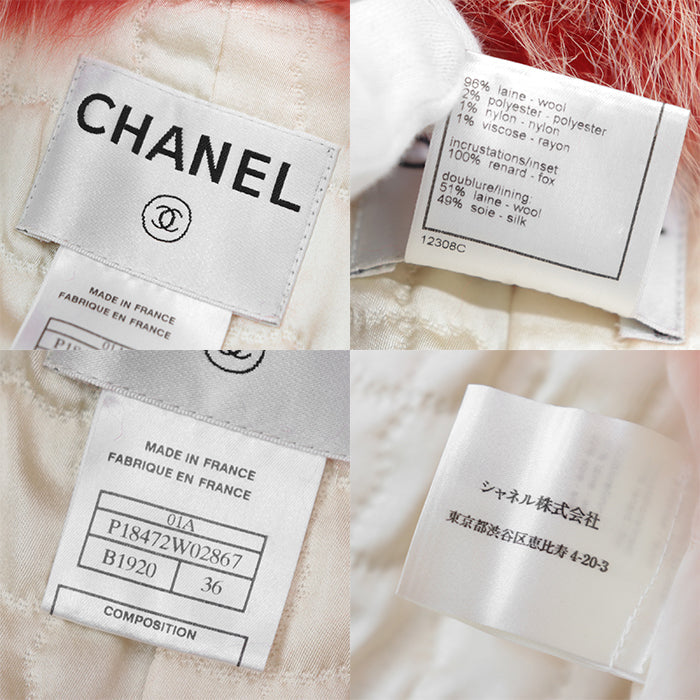 CHANEL
MADE IN FRANCE
FABRIQUE EN FRANCE
96% laine - wool
2% polyester - polyester
1% nylon - nylon
1% viscose - rayon
incrustations/inset
100% renard - fox
doublure/lining:
51% laine - wool
49% soie - silk
12308C
MADE IN FRANCE
FABRIQUE EN FRANCE
01A
P18472W02867
B1920 36
COMPOSITION
シャネル株式会社
東京都渋谷区恵比寿4-20-3